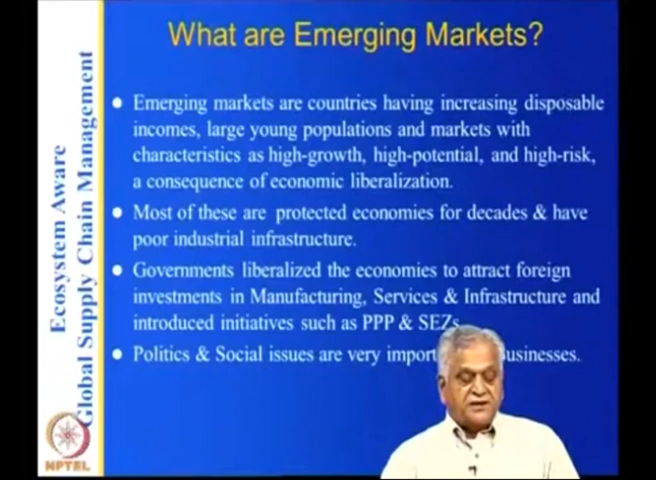 What are Emerging Markets?
Ecosystem Aware
Global Supply Chain Management
● Emerging markets are countries having increasing disposable
incomes, large young populations and markets with
characteristics as high-growth, high-potential, and high-risk,
a consequence of economic liberalization.
● Most of these are protected economies for decades & have
poor industrial infrastructure.
● Governments liberalized the economies to attract foreign
investments in Manufacturing, Services & Infrastructure and
introduced initiatives such as PPP & SEZs
● Politics & Social issues are very businesses.
NPTEL